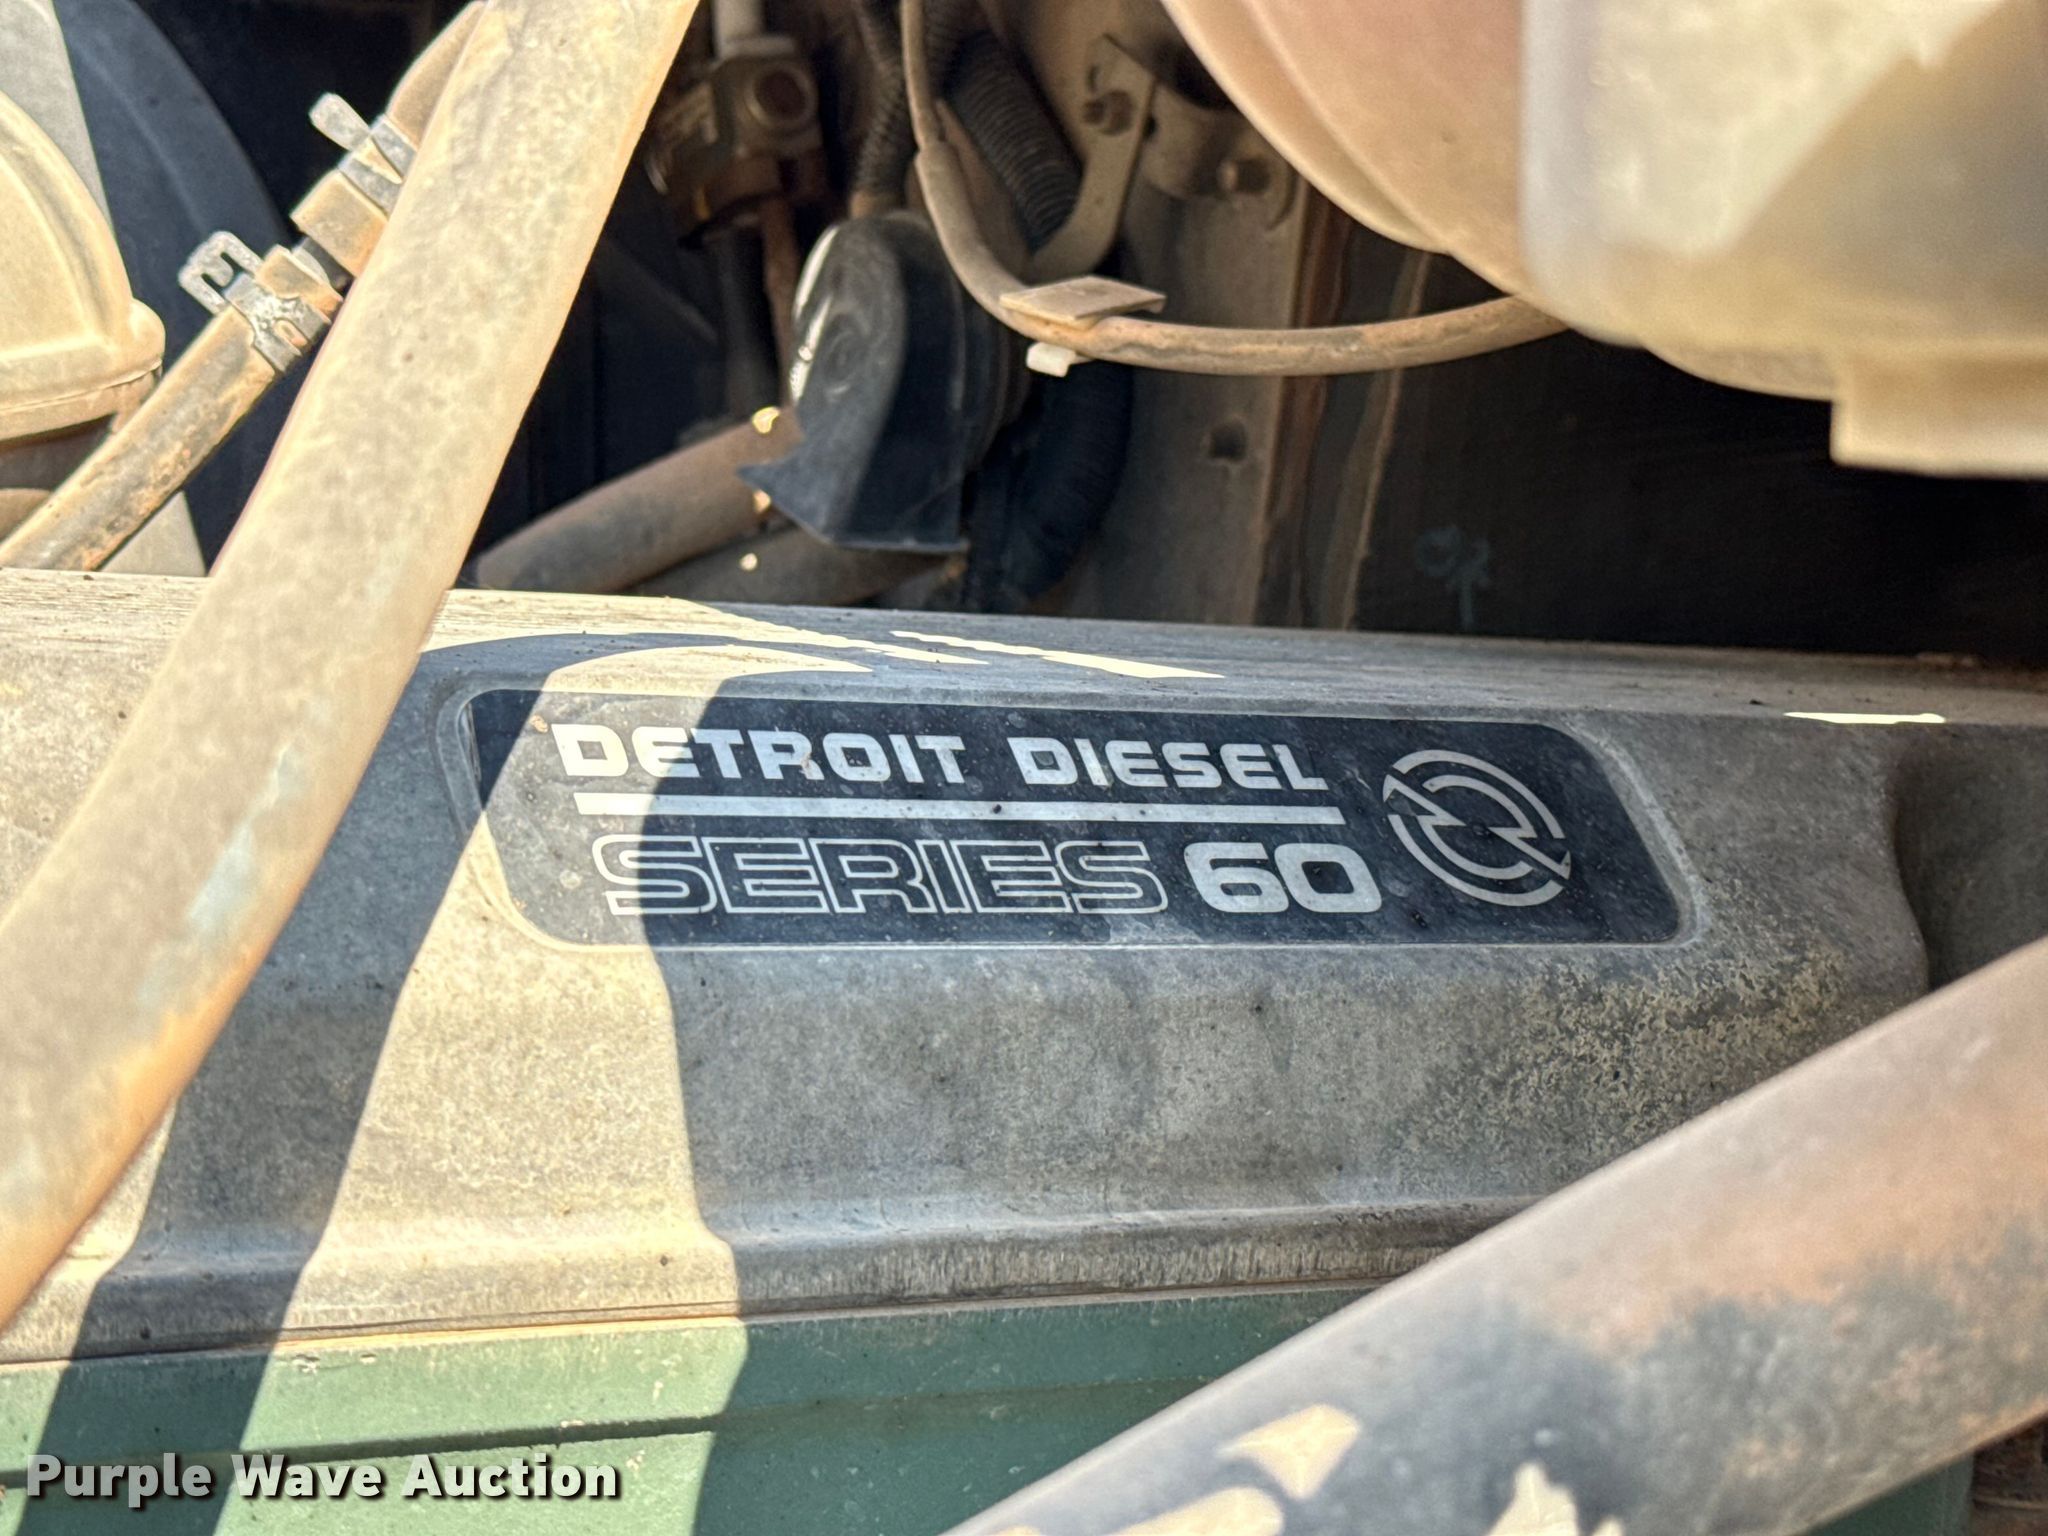 DETROIT DIESEL
SERIES 60
Purple Wave Auction